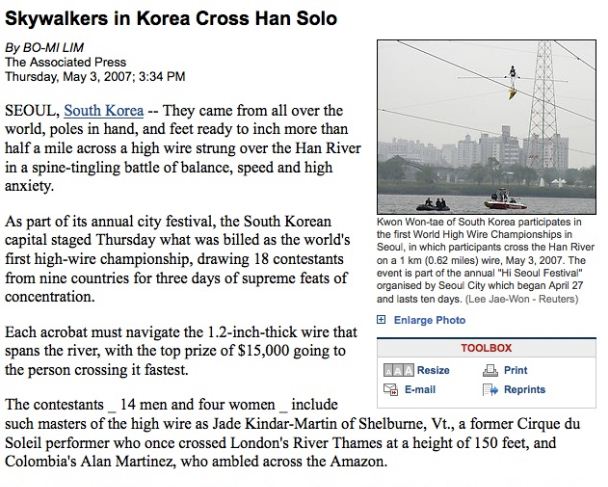 Skywalkers in Korea Cross Han Solo
By BO-MI LIM
The Associated Press
Thursday, May 3, 2007; 3:34 PM
SEOUL, South Korea -- They came from all over the
world, poles in hand, and feet ready to inch more than
half a mile across a high wire strung over the Han River
in a spine-tingling battle of balance, speed and high
anxiety.
As part of its annual city festival, the South Korean
capital staged Thursday what was billed as the world's
first high-wire championship, drawing 18 contestants
from nine countries for three days of supreme feats of
concentration.
Each acrobat must navigate the 1.2-inch-thick wire that
spans the river, with the top prize of $15,000 going to
the person crossing it fastest.
The contestants _ 14 men and four women _ include
such masters of the high wire as Jade Kindar-Martin of Shelburne, Vt., a former Cirque du
Soleil performer who once crossed London's River Thames at a height of 150 feet, and
Colombia's Alan Martinez, who ambled across the Amazon.
Kwon Won-tae of South Korea participates in
the first World High Wire Championships in
Seoul, in which participants cross the Han River
on a 1 km (0.62 miles) wire, May 3, 2007. The
event is part of the annual "Hi Seoul Festival"
organised by Seoul City which began April 27
and lasts ten days. (Lee Jae-Won - Reuters)
Enlarge Photo
TOOLBOX
AAA Resize
Print
E-mail
Reprints